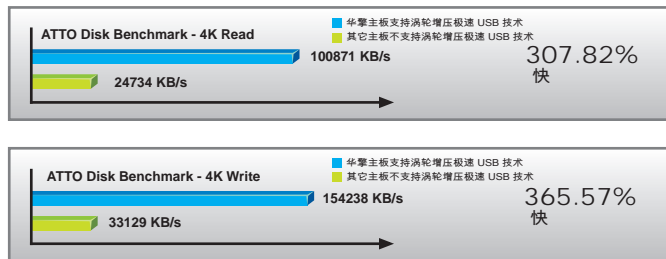 ATTO Disk Benchmark - 4K Read
华擎主板支持涡轮增压极速 USB 技术
其它主板不支持涡轮增压极速 USB 技术
100871 KB/s
24734 KB/s
307.82%
快
ATTO Disk Benchmark - 4K Write
华擎主板支持涡轮增压极速 USB 技术
其它主板不支持涡轮增压极速 USB 技术
154238 KB/s
33129 KB/s
365.57%
快